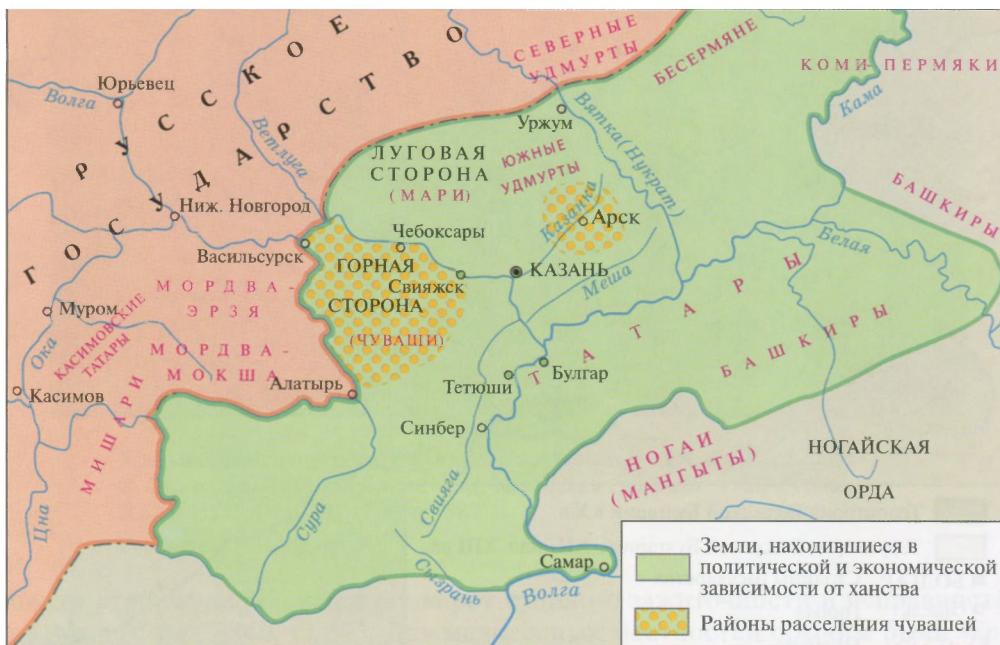 РУССКОЕ
ГОСУДАРСТВО
СЕВЕРНЫЕ
УДМУРТЫ
БЕСЕРМЯНЕ
КОМИ-ПЕРМЯКИ
Кама
Юрьевец
Волга
Ветлуга
Уржум
Вятка (Нукрат)
ЛУГОВАЯ
СТОРОНА
(МАРИ)
ЮЖНЫЕ
УДМУРТЫ
БАШКИРЫ
Ниж. Новгород
Казанка
Арск
Белая
Чебоксары
Васильсурск
ГОРНАЯ
СТОРОНА
Свияжск
(ЧУВАШИ)
КАЗАНЬ
Меша
Муром
МОРДВА-
ЭРЗЯ
МОРДВА-
МОКША
КАСИМОВСКИЕ
ТАТАРЫ
Ока
ТАТАРЫ
БАШКИРЫ
Касимов
Алатырь
Тетюши
Булгар
МИШАРИ
Синбер
НОГАИ
(МАНГЫТЫ)
НОГАЙСКАЯ
ОРДА
Цна
Сура
Свияга
Сызрань
Самар
Волга
Земли, находившиеся в
политической и экономической
зависимости от ханства
Районы расселения чувашей